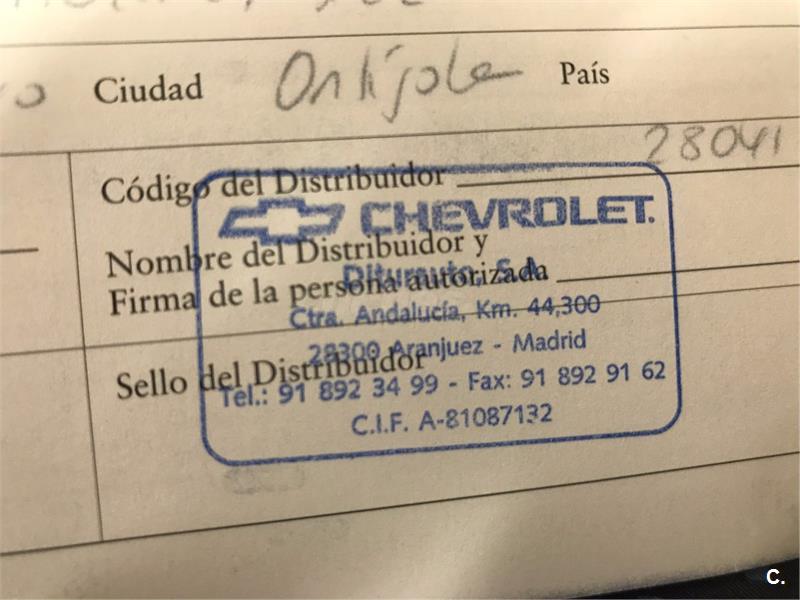 Ciudad Ontígola País
28041
Código del Distribuidor
CHEVROLET.
Nombre del Distribuidor y
Firma de la persona autorizada
S.A.
Ctra. Andalucía, Km. 44,300
28300 Aranjuez - Madrid
Sello del Distribuidor
Tel.: 91 892 34 99 - Fax: 91 892 91 62
C.I.F. A-81087132
C.